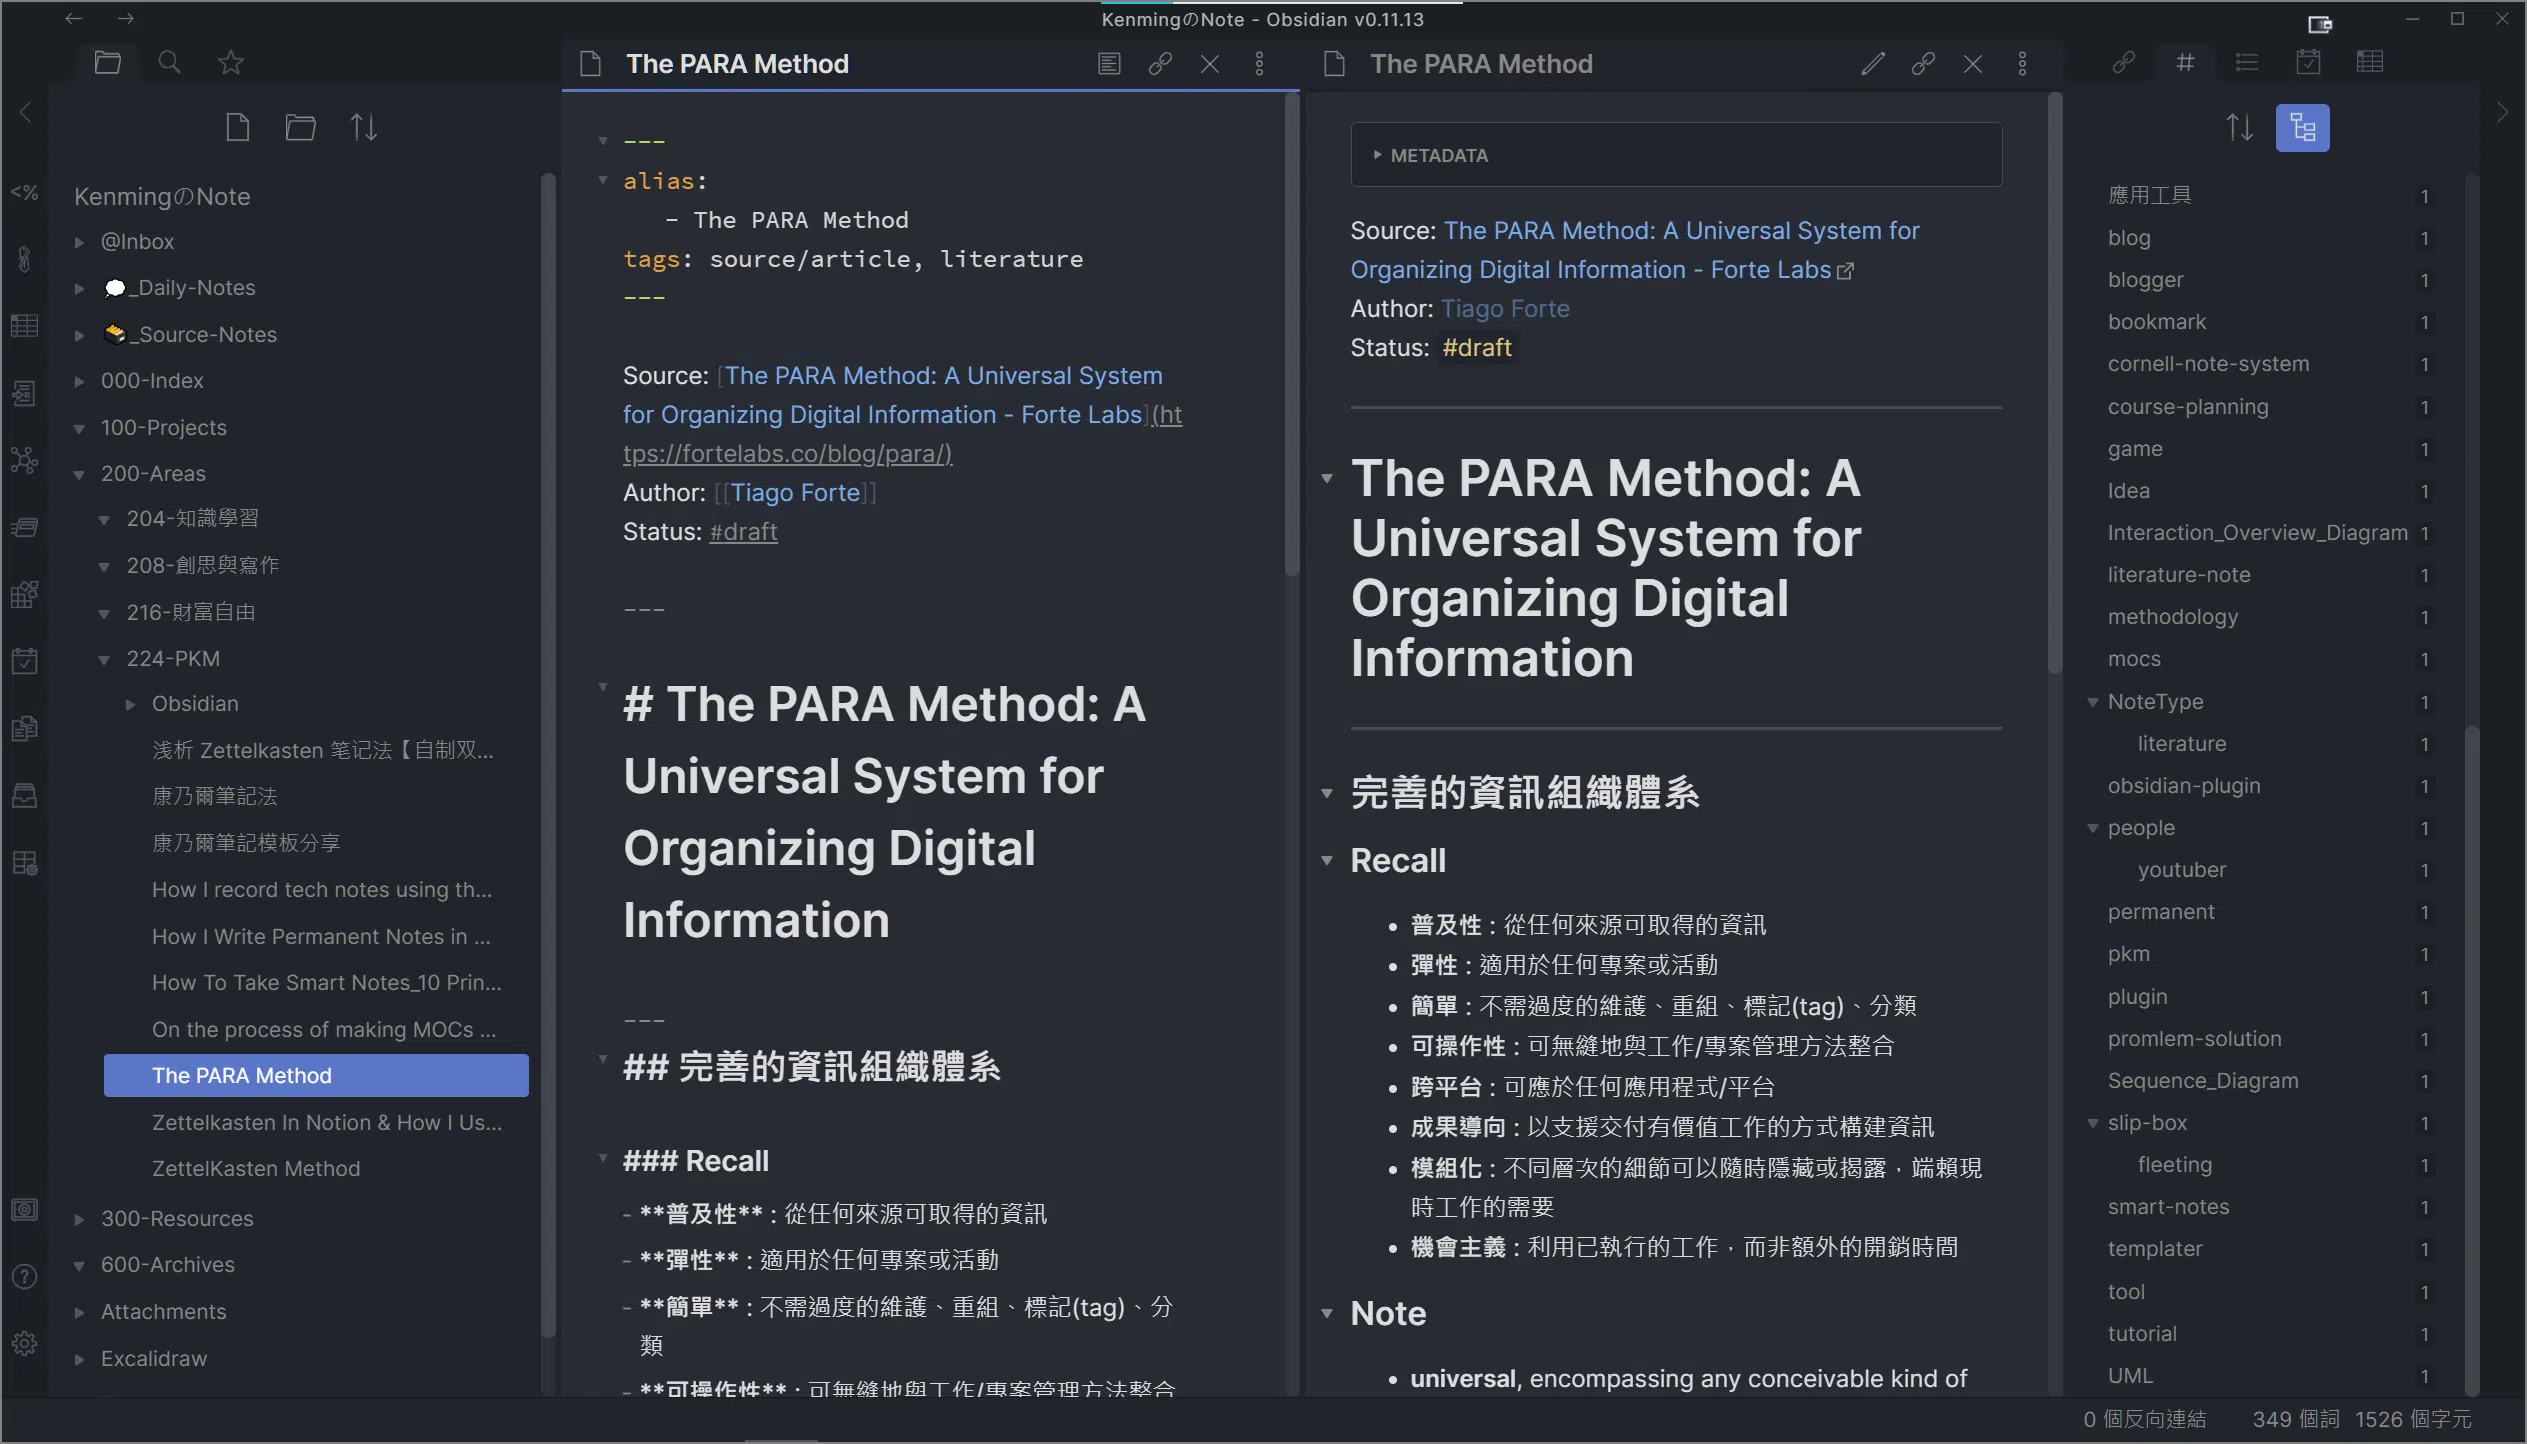 KenmingのNote - Obsidian v0.11.13
KenmingのNote
@Inbox
_Daily-Notes
_Source-Notes
000-Index
100-Projects
200-Areas
204-知識學習
208-創思與寫作
216-財富自由
224-PKM
Obsidian
浅析 Zettelkasten 笔记法【自制双...
康乃爾筆記法
康乃爾筆記模板分享
How I record tech notes using th...
How I Write Permanent Notes in ...
How To Take Smart Notes_10 Prin...
On the process of making MOCs ...
The PARA Method
Zettelkasten In Notion & How I Us...
ZettelKasten Method
300-Resources
600-Archives
Attachments
Excalidraw
The PARA Method
---
alias:
- The PARA Method
tags: source/article, literature
---
Source: [The PARA Method: A Universal System
for Organizing Digital Information - Forte Labs](ht
tps://fortelabs.co/blog/para/)
Author: [[Tiago Forte]]
Status: #draft
---
# The PARA Method: A
Universal System for
Organizing Digital
Information
---
## 完善的資訊組織體系
### Recall
- **普及性** : 從任何來源可取得的資訊
- **彈性** : 適用於任何專案或活動
- **簡單** : 不需過度的維護、重組、標記(tag)、分
類
- **可操作性** : 可無縫地與工作/專案管理方法整合
The PARA Method
METADATA
Source: The PARA Method: A Universal System for
Organizing Digital Information - Forte Labs
Author: Tiago Forte
Status: #draft
The PARA Method: A
Universal System for
Organizing Digital
Information
完善的資訊組織體系
Recall
• 普及性 : 從任何來源可取得的資訊
• 彈性 : 適用於任何專案或活動
• 簡單 : 不需過度的維護、重組、標記(tag)、分類
• 可操作性 : 可無縫地與工作/專案管理方法整合
• 跨平台 : 可應於任何應用程式/平台
• 成果導向 : 以支援交付有價值工作的方式構建資訊
• 模組化 : 不同層次的細節可以隨時隱藏或揭露，端賴現
時工作的需要
• 機會主義 : 利用已執行的工作，而非額外的開銷時間
Note
• universal, encompassing any conceivable kind of
應用工具 1
blog 1
blogger 1
bookmark 1
cornell-note-system 1
course-planning 1
game 1
Idea 1
Interaction_Overview_Diagram 1
literature-note 1
methodology 1
mocs 1
NoteType 1
literature 1
obsidian-plugin 1
people 1
youtuber 1
permanent 1
pkm 1
plugin 1
promlem-solution 1
Sequence_Diagram 1
slip-box 1
fleeting 1
smart-notes 1
templater 1
tool 1
tutorial 1
UML 1
0 個反向連結 349 個詞 1526 個字元